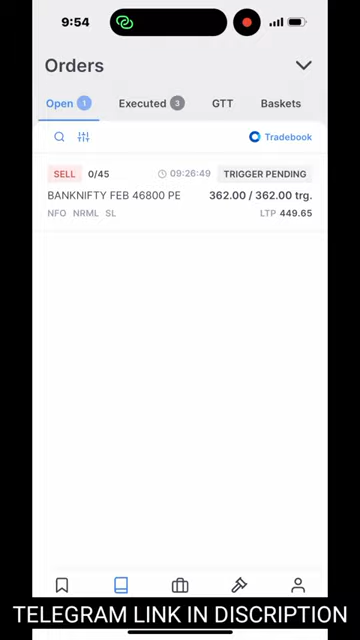 9:54
Orders
Open 1 Executed 3 GTT Baskets
Tradebook
SELL 0/45 09:26:49 TRIGGER PENDING
BANKNIFTY FEB 46800 PE 362.00 / 362.00 trg.
NFO NRML SL LTP 449.65
TELEGRAM LINK IN DISCRIPTION